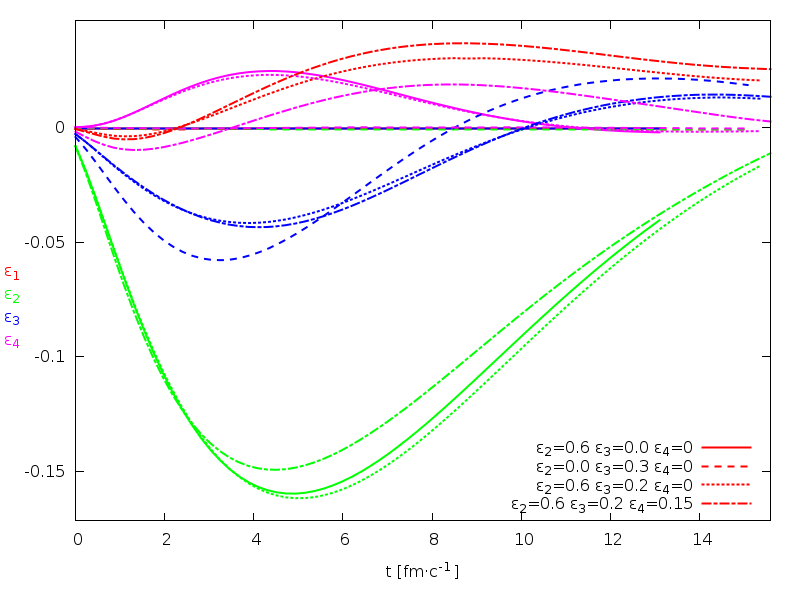 0
-0.05
-0.1
-0.15
ε₁
ε₂
ε₃
ε₄
ε₂=0.6 ε₃=0.0 ε₄=0
ε₂=0.0 ε₃=0.3 ε₄=0
ε₂=0.6 ε₃=0.2 ε₄=0
ε₂=0.6 ε₃=0.2 ε₄=0.15
0 2 4 6 8 10 12 14
t [fm·c⁻¹]